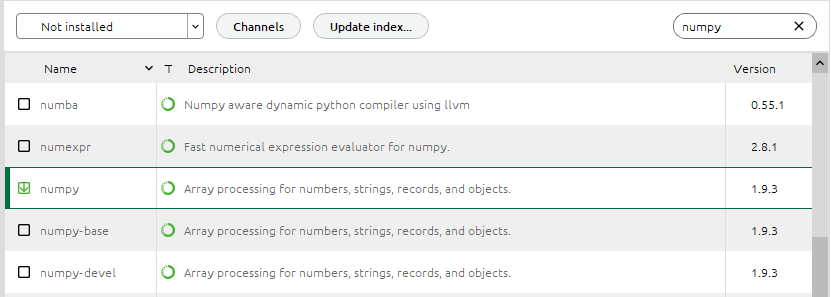 Not installed Channels Update index... numpy
Name T Description Version
numba Numpy aware dynamic python compiler using llvm 0.55.1
numexpr Fast numerical expression evaluator for numpy. 2.8.1
numpy Array processing for numbers, strings, records, and objects. 1.9.3
numpy-base Array processing for numbers, strings, records, and objects. 1.9.3
numpy-devel Array processing for numbers, strings, records, and objects. 1.9.3